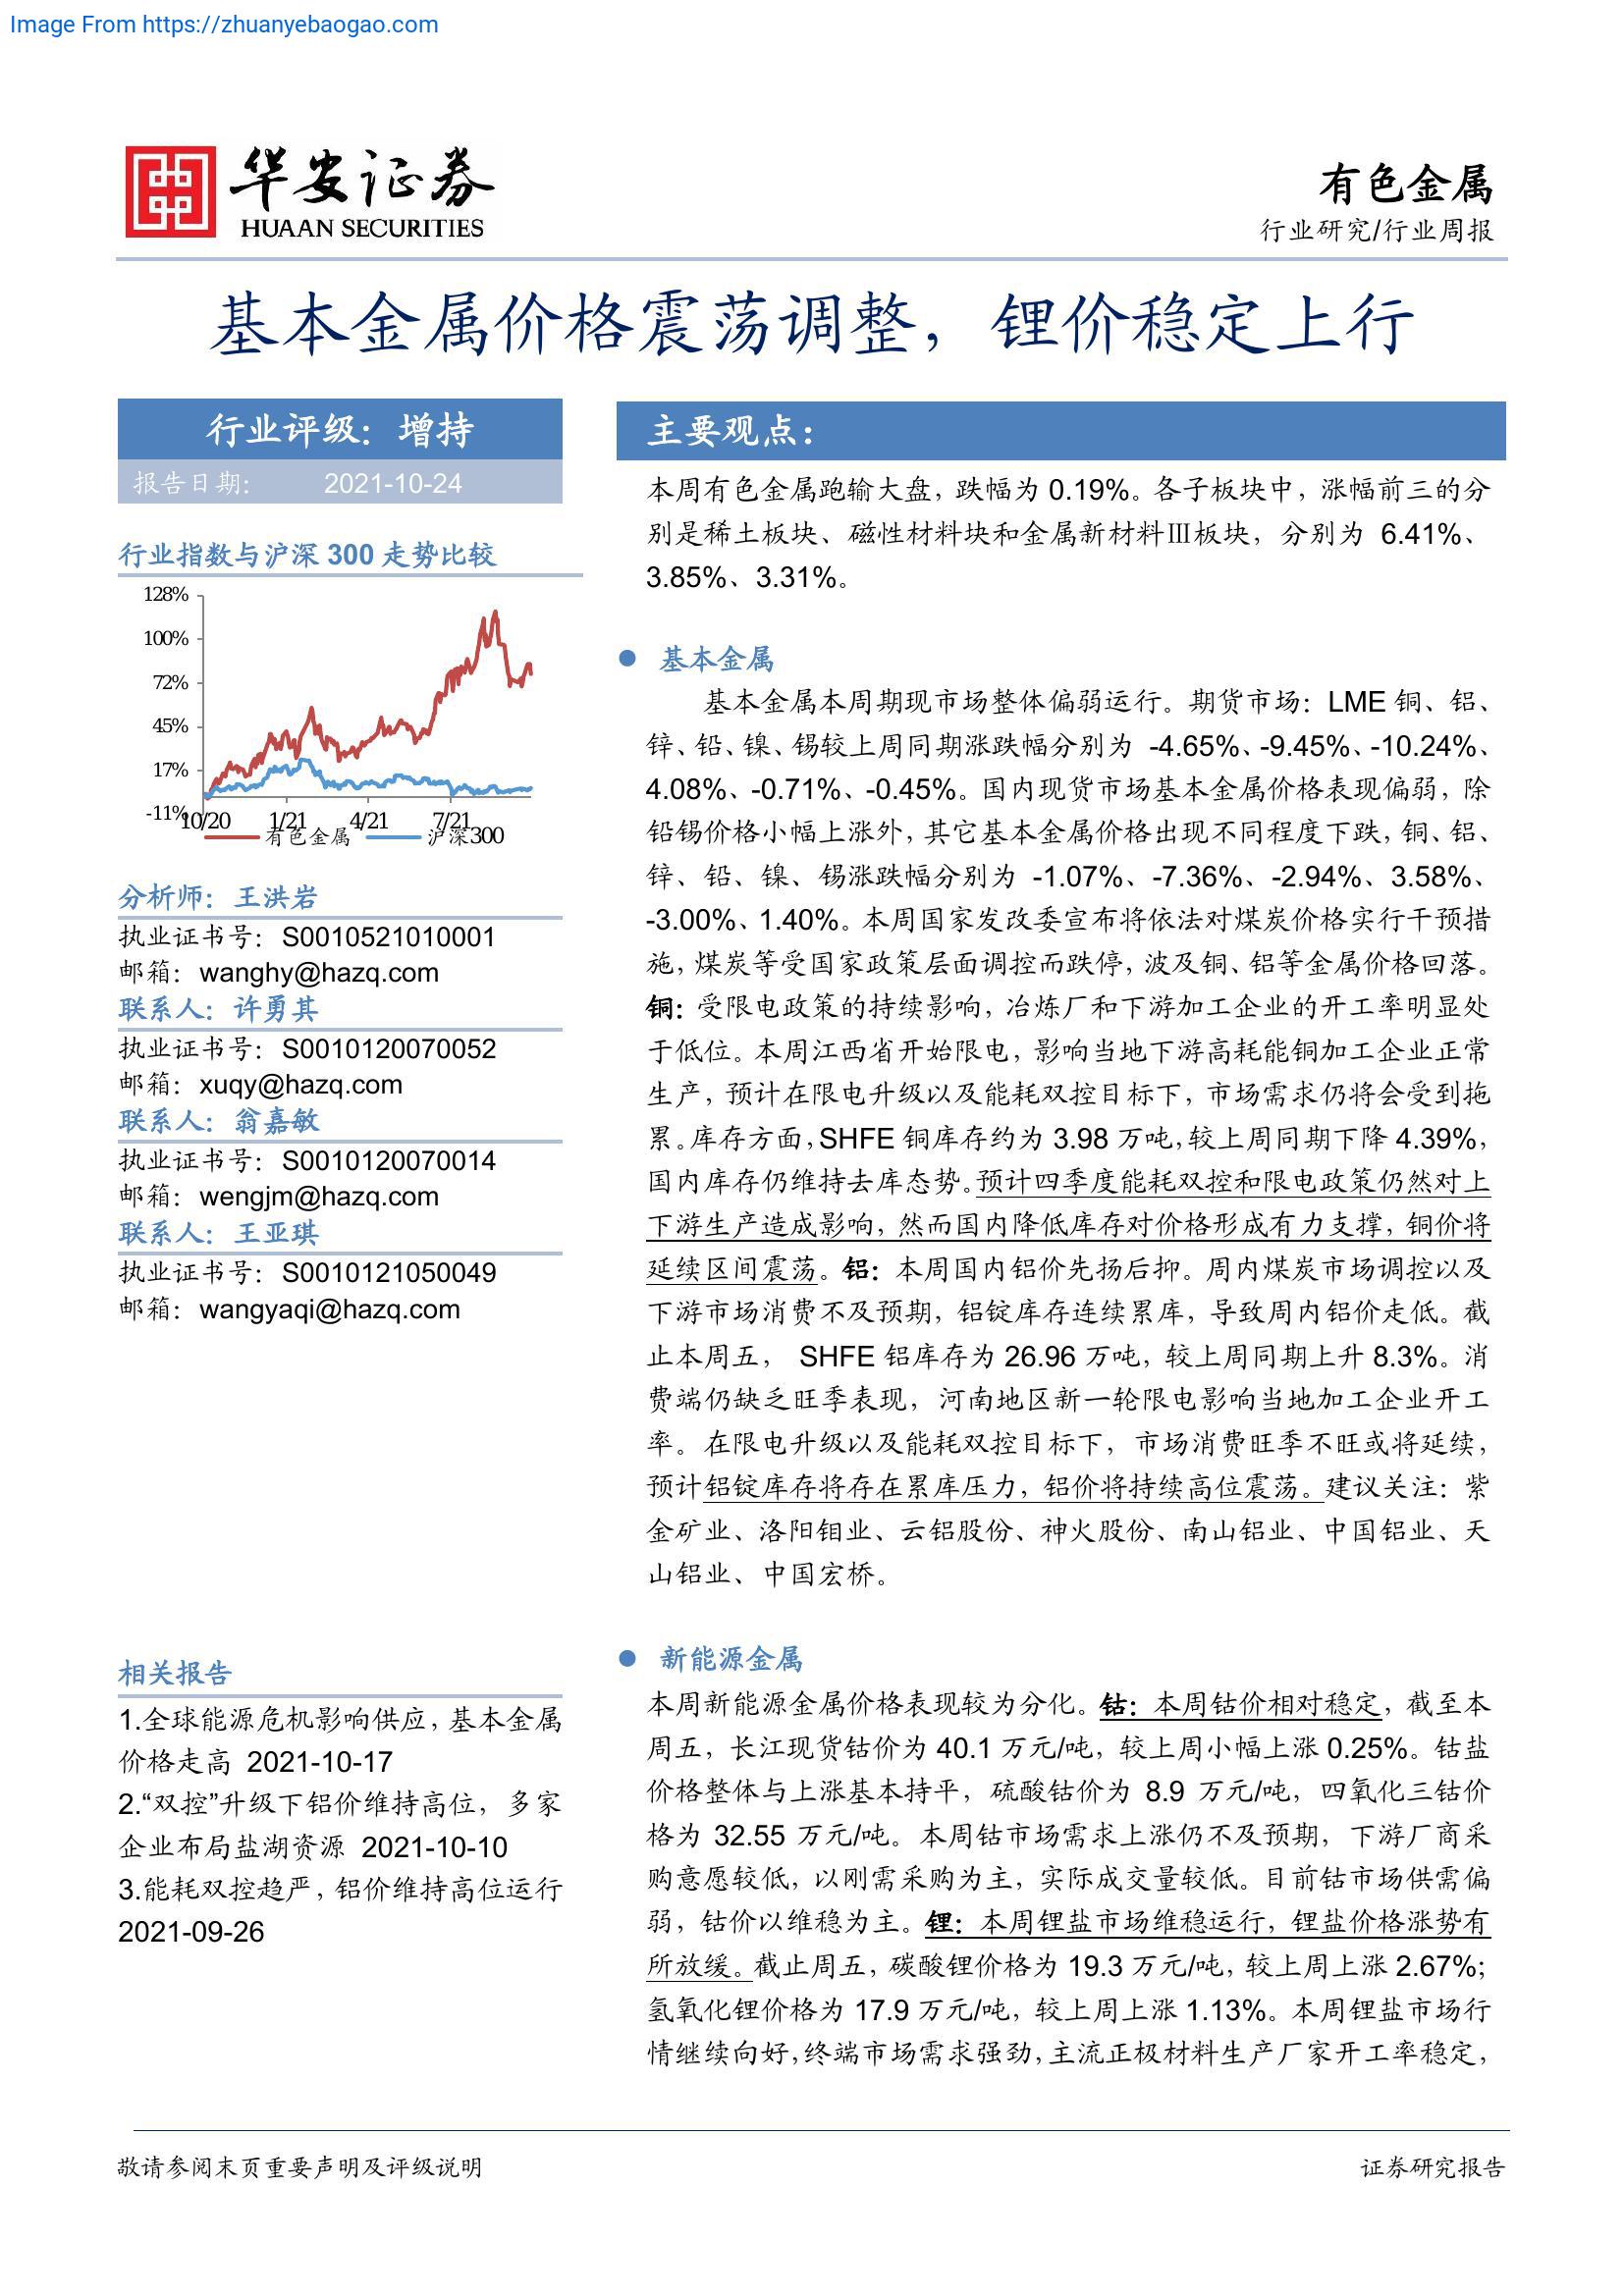 Image From https://zhuanyebaogao.com
华安证券
HUAAN SECURITIES
有色金属
行业研究/行业周报
基本金属价格震荡调整，锂价稳定上行
行业评级：增持
报告日期： 2021-10-24
行业指数与沪深 300 走势比较
128%
100%
72%
45%
17%
-11%
10/20 1/21 4/21 7/21
有色金属 沪深300
分析师：王洪岩
执业证书号：S0010521010001
邮箱：wanghy@hazq.com
联系人：许勇其
执业证书号：S0010120070052
邮箱：xuqy@hazq.com
联系人：翁嘉敏
执业证书号：S0010120070014
邮箱：wengjm@hazq.com
联系人：王亚琪
执业证书号：S0010121050049
邮箱：wangyaqi@hazq.com
相关报告
1.全球能源危机影响供应，基本金属
价格走高 2021-10-17
2.“双控”升级下铝价维持高位，多家
企业布局盐湖资源 2021-10-10
3.能耗双控趋严，铝价维持高位运行
2021-09-26
主要观点：
本周有色金属跑输大盘，跌幅为 0.19%。各子板块中，涨幅前三的分
别是稀土板块、磁性材料块和金属新材料Ⅲ板块，分别为 6.41%、
3.85%、3.31%。
基本金属
基本金属本周期现市场整体偏弱运行。期货市场：LME 铜、铝、
锌、铅、镍、锡较上周同期涨跌幅分别为 -4.65%、-9.45%、-10.24%、
4.08%、-0.71%、-0.45%。国内现货市场基本金属价格表现偏弱，除
铅锡价格小幅上涨外，其它基本金属价格出现不同程度下跌，铜、铝、
锌、铅、镍、锡涨跌幅分别为 -1.07%、-7.36%、-2.94%、3.58%、
-3.00%、1.40%。本周国家发改委宣布将依法对煤炭价格实行干预措
施，煤炭等受国家政策层面调控而跌停，波及铜、铝等金属价格回落。
铜：受限电政策的持续影响，冶炼厂和下游加工企业的开工率明显处
于低位。本周江西省开始限电，影响当地下游高耗能铜加工企业正常
生产，预计在限电升级以及能耗双控目标下，市场需求仍将会受到拖
累。库存方面，SHFE 铜库存约为 3.98 万吨，较上周同期下降 4.39%，
国内库存仍维持去库态势。预计四季度能耗双控和限电政策仍然对上
下游生产造成影响，然而国内降低库存对价格形成有力支撑，铜价将
延续区间震荡。铝：本周国内铝价先扬后抑。周内煤炭市场调控以及
下游市场消费不及预期，铝锭库存连续累库，导致周内铝价走低。截
止本周五， SHFE 铝库存为 26.96 万吨，较上周同期上升 8.3%。消
费端仍缺乏旺季表现，河南地区新一轮限电影响当地加工企业开工
率。在限电升级以及能耗双控目标下，市场消费旺季不旺或将延续，
预计铝锭库存将存在累库压力，铝价将持续高位震荡。建议关注：紫
金矿业、洛阳钼业、云铝股份、神火股份、南山铝业、中国铝业、天
山铝业、中国宏桥。
新能源金属
本周新能源金属价格表现较为分化。钴：本周钴价相对稳定，截至本
周五，长江现货钴价为 40.1 万元/吨，较上周小幅上涨 0.25%。钴盐
价格整体与上涨基本持平，硫酸钴价为 8.9 万元/吨，四氧化三钴价
格为 32.55 万元/吨。本周钴市场需求上涨仍不及预期，下游厂商采
购意愿较低，以刚需采购为主，实际成交量较低。目前钴市场供需偏
弱，钴价以维稳为主。锂：本周锂盐市场维稳运行，锂盐价格涨势有
所放缓。截止周五，碳酸锂价格为 19.3 万元/吨，较上周上涨 2.67%；
氢氧化锂价格为 17.9 万元/吨，较上周上涨 1.13%。本周锂盐市场行
情继续向好，终端市场需求强劲，主流正极材料生产厂家开工率稳定，
敬请参阅末页重要声明及评级说明
证券研究报告